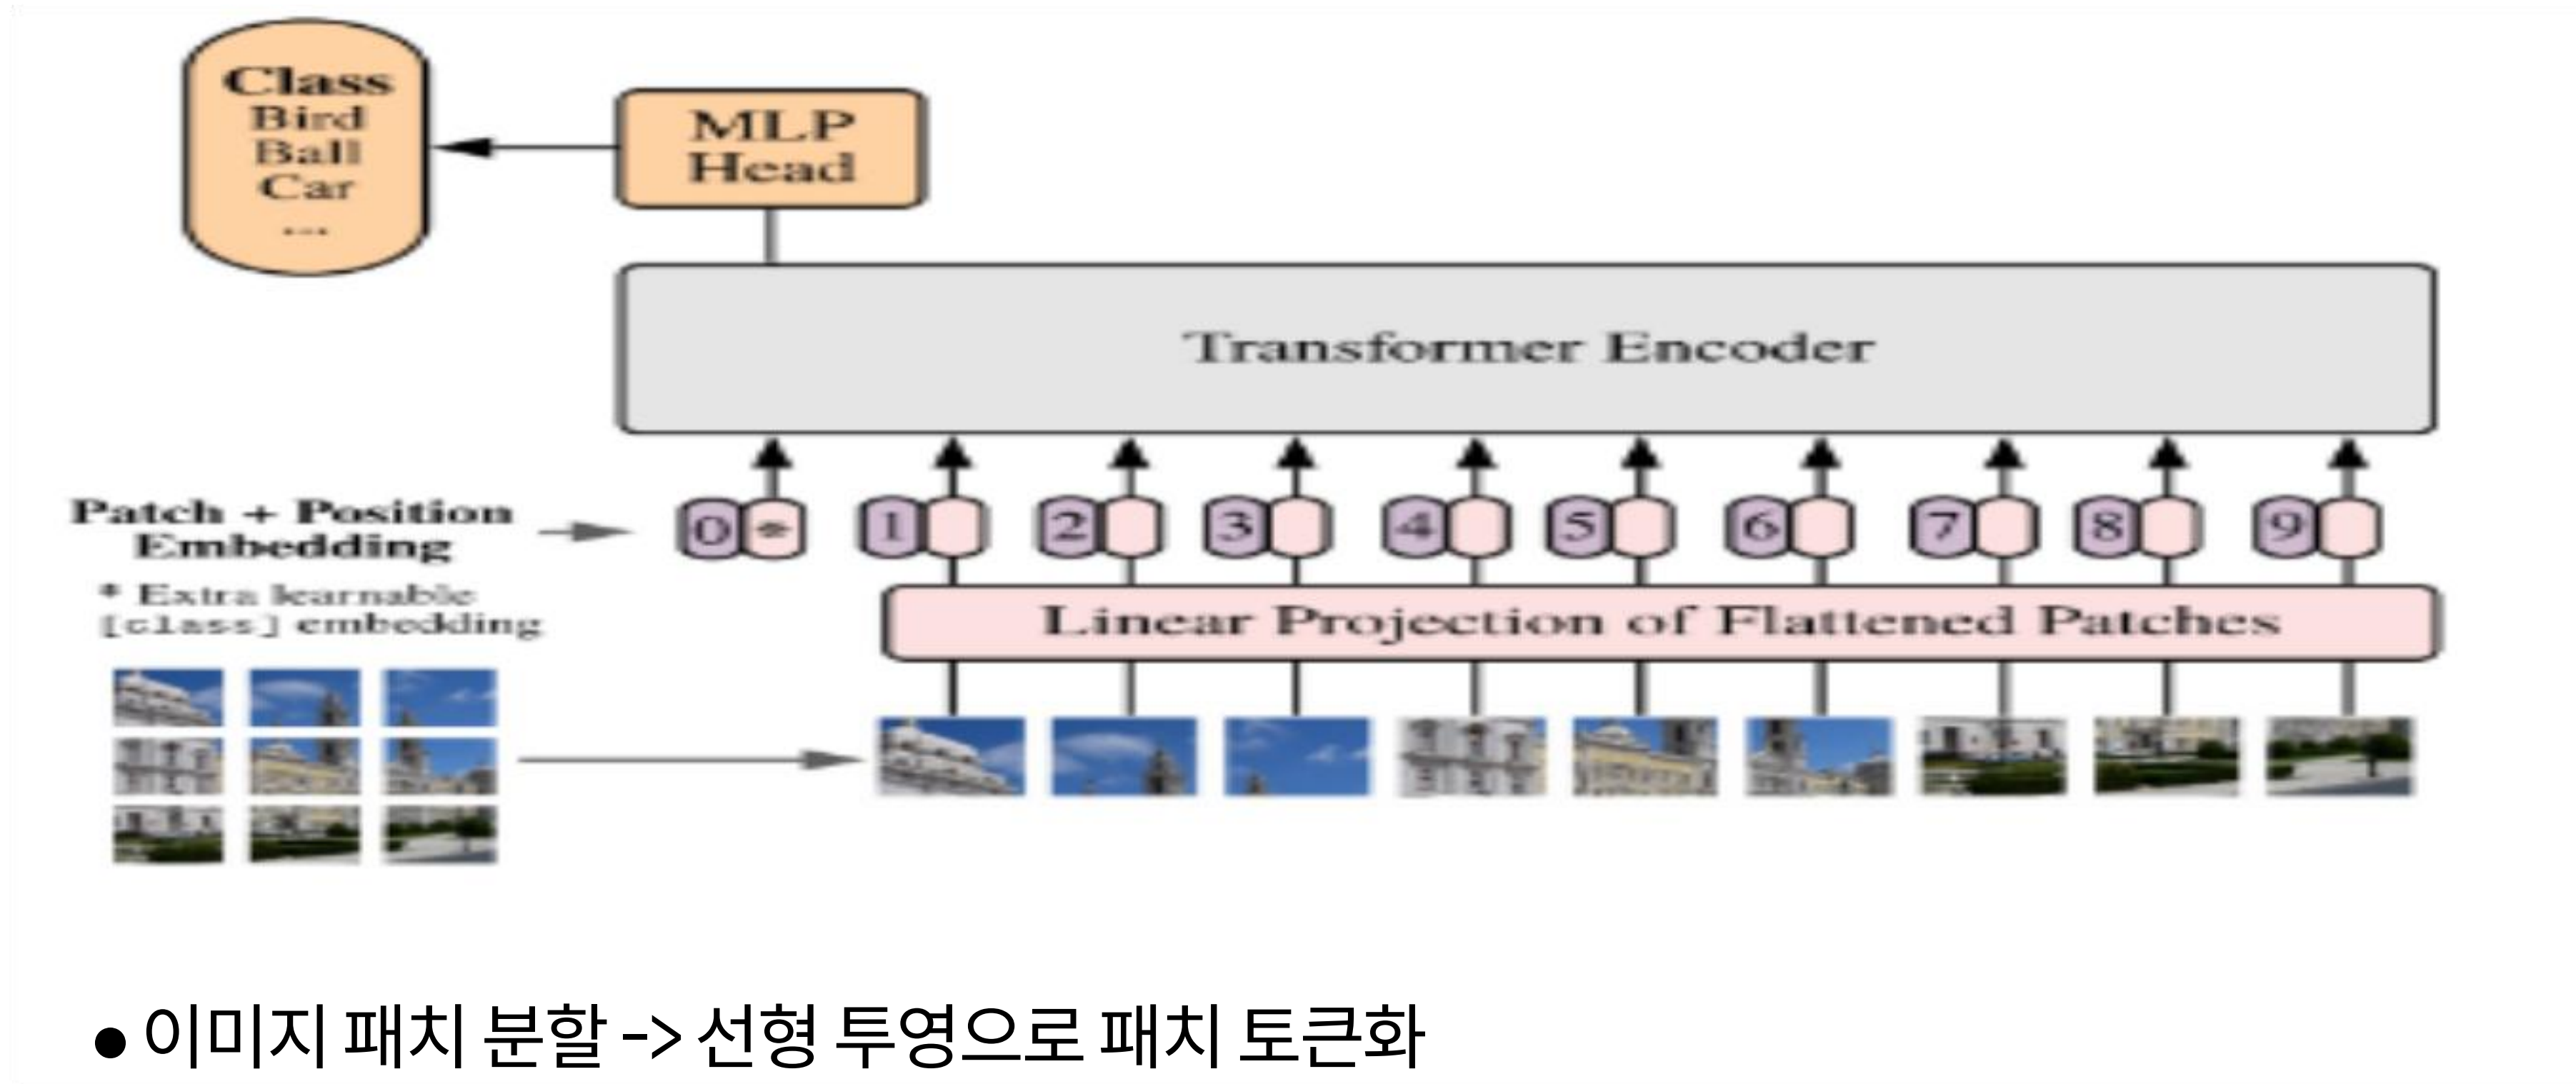 Class
Bird
Ball
Car
...
MLP
Head
Transformer Encoder
Patch + Position
Embedding
* Extra learnable
[class] embedding
0 * 1 2 3 4 5 6 7 8 9
Linear Projection of Flattened Patches
● 이미지 패치 분할 -> 선형 투영으로 패치 토큰화